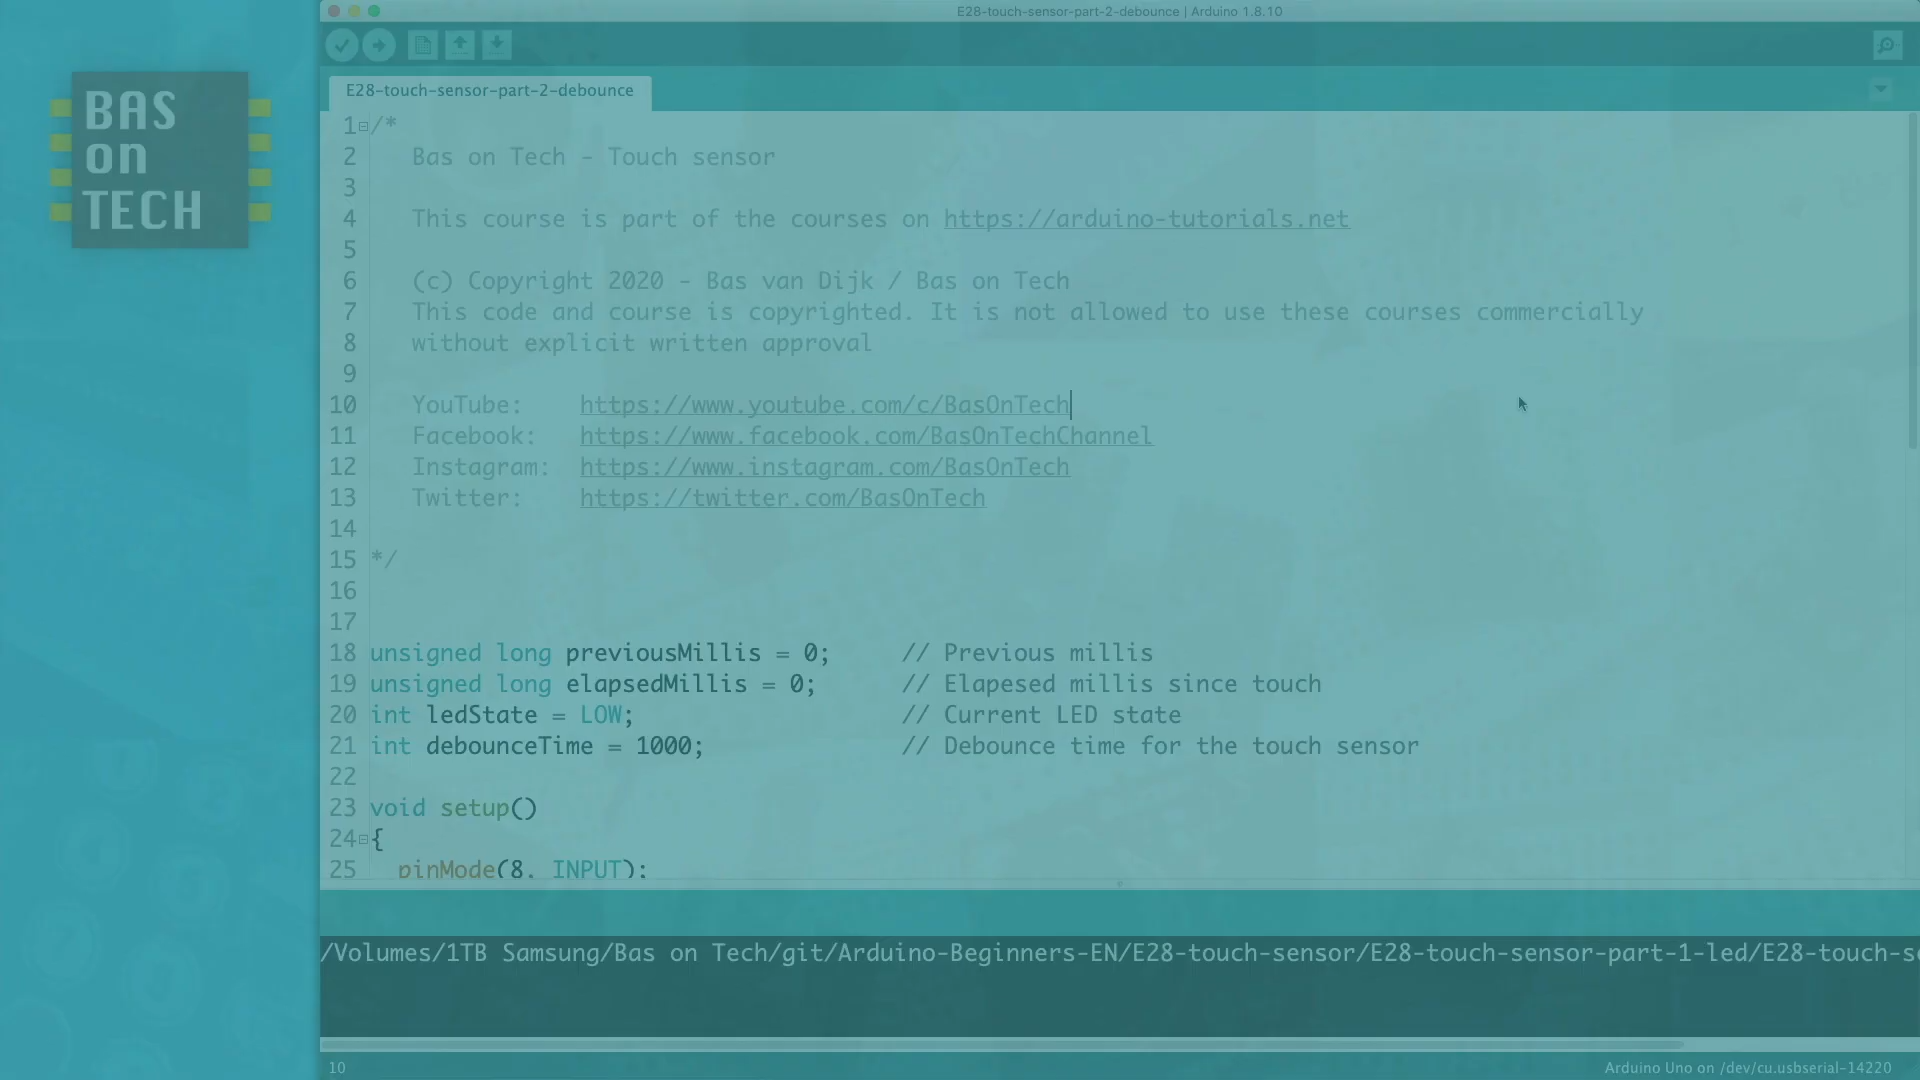 E28-touch-sensor-part-2-debounce | Arduino 1.8.10
BAS
on
TECH
E28-touch-sensor-part-2-debounce
1 /*
2 Bas on Tech - Touch sensor
3
4 This course is part of the courses on https://arduino-tutorials.net
5
6 (c) Copyright 2020 - Bas van Dijk / Bas on Tech
7 This code and course is copyrighted. It is not allowed to use these courses commercially
8 without explicit written approval
9
10 YouTube: https://www.youtube.com/c/BasOnTech
11 Facebook: https://www.facebook.com/BasOnTechChannel
12 Instagram: https://www.instagram.com/BasOnTech
13 Twitter: https://twitter.com/BasOnTech
14
15 */
16
17
18 unsigned long previousMillis = 0; // Previous millis
19 unsigned long elapsedMillis = 0; // Elapesed millis since touch
20 int ledState = LOW; // Current LED state
21 int debounceTime = 1000; // Debounce time for the touch sensor
22
23 void setup()
24 {
25 pinMode(8, INPUT);
/Volumes/1TB Samsung/Bas on Tech/git/Arduino-Beginners-EN/E28-touch-sensor/E28-touch-sensor-part-1-led/E28-touch-s
10
Arduino Uno on /dev/cu.usbserial-14220